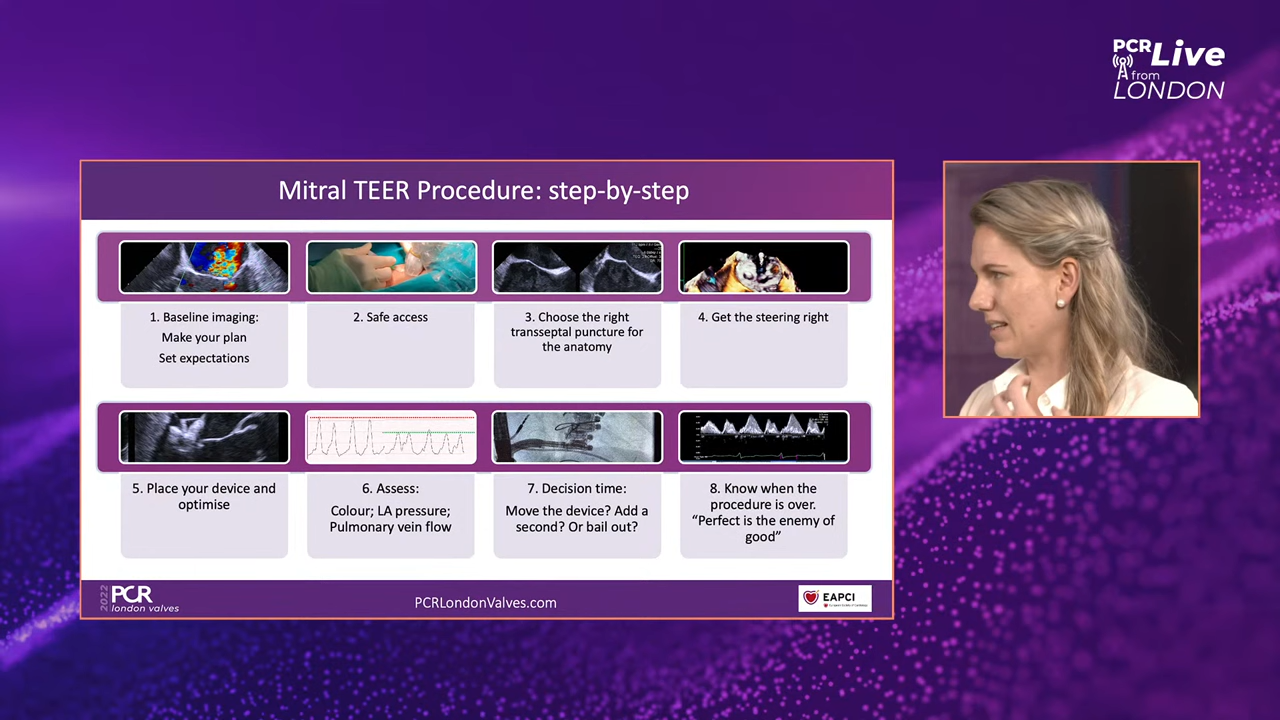 PCR Live
from
LONDON
Mitral TEER Procedure: step-by-step
1. Baseline imaging:
Make your plan
Set expectations
2. Safe access
3. Choose the right
transseptal puncture for
the anatomy
4. Get the steering right
5. Place your device and
optimise
6. Assess:
Colour; LA pressure;
Pulmonary vein flow
7. Decision time:
Move the device? Add a
second? Or bail out?
8. Know when the
procedure is over.
“Perfect is the enemy of
good”
2022
PCR
london valves
PCRLondonValves.com
EAPCI